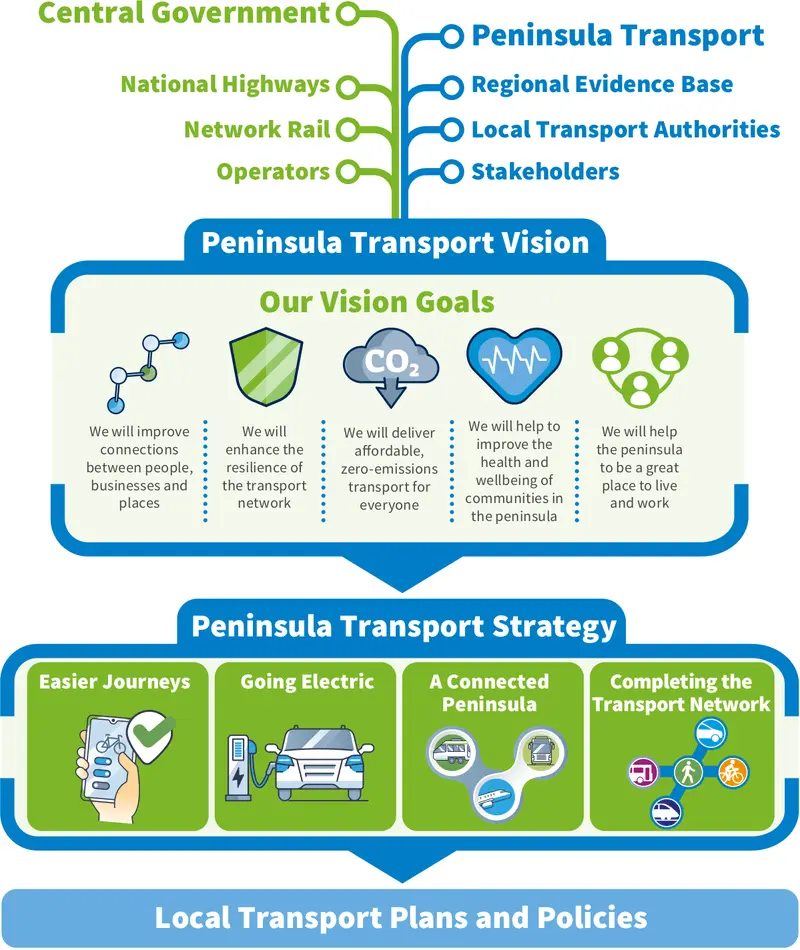 Central Government
National Highways
Network Rail
Operators
Peninsula Transport
Regional Evidence Base
Local Transport Authorities
Stakeholders
Peninsula Transport Vision
Our Vision Goals
CO₂
We will improve
connections
between people,
businesses and
places
We will
enhance the
resilience of
the transport
network
We will deliver
affordable,
zero-emissions
transport for
everyone
We will help to
improve the
health and
wellbeing of
communities in
the peninsula
We will help
the peninsula
to be a great
place to live
and work
Peninsula Transport Strategy
Easier Journeys
Going Electric
A Connected
Peninsula
Completing the
Transport Network
Local Transport Plans and Policies